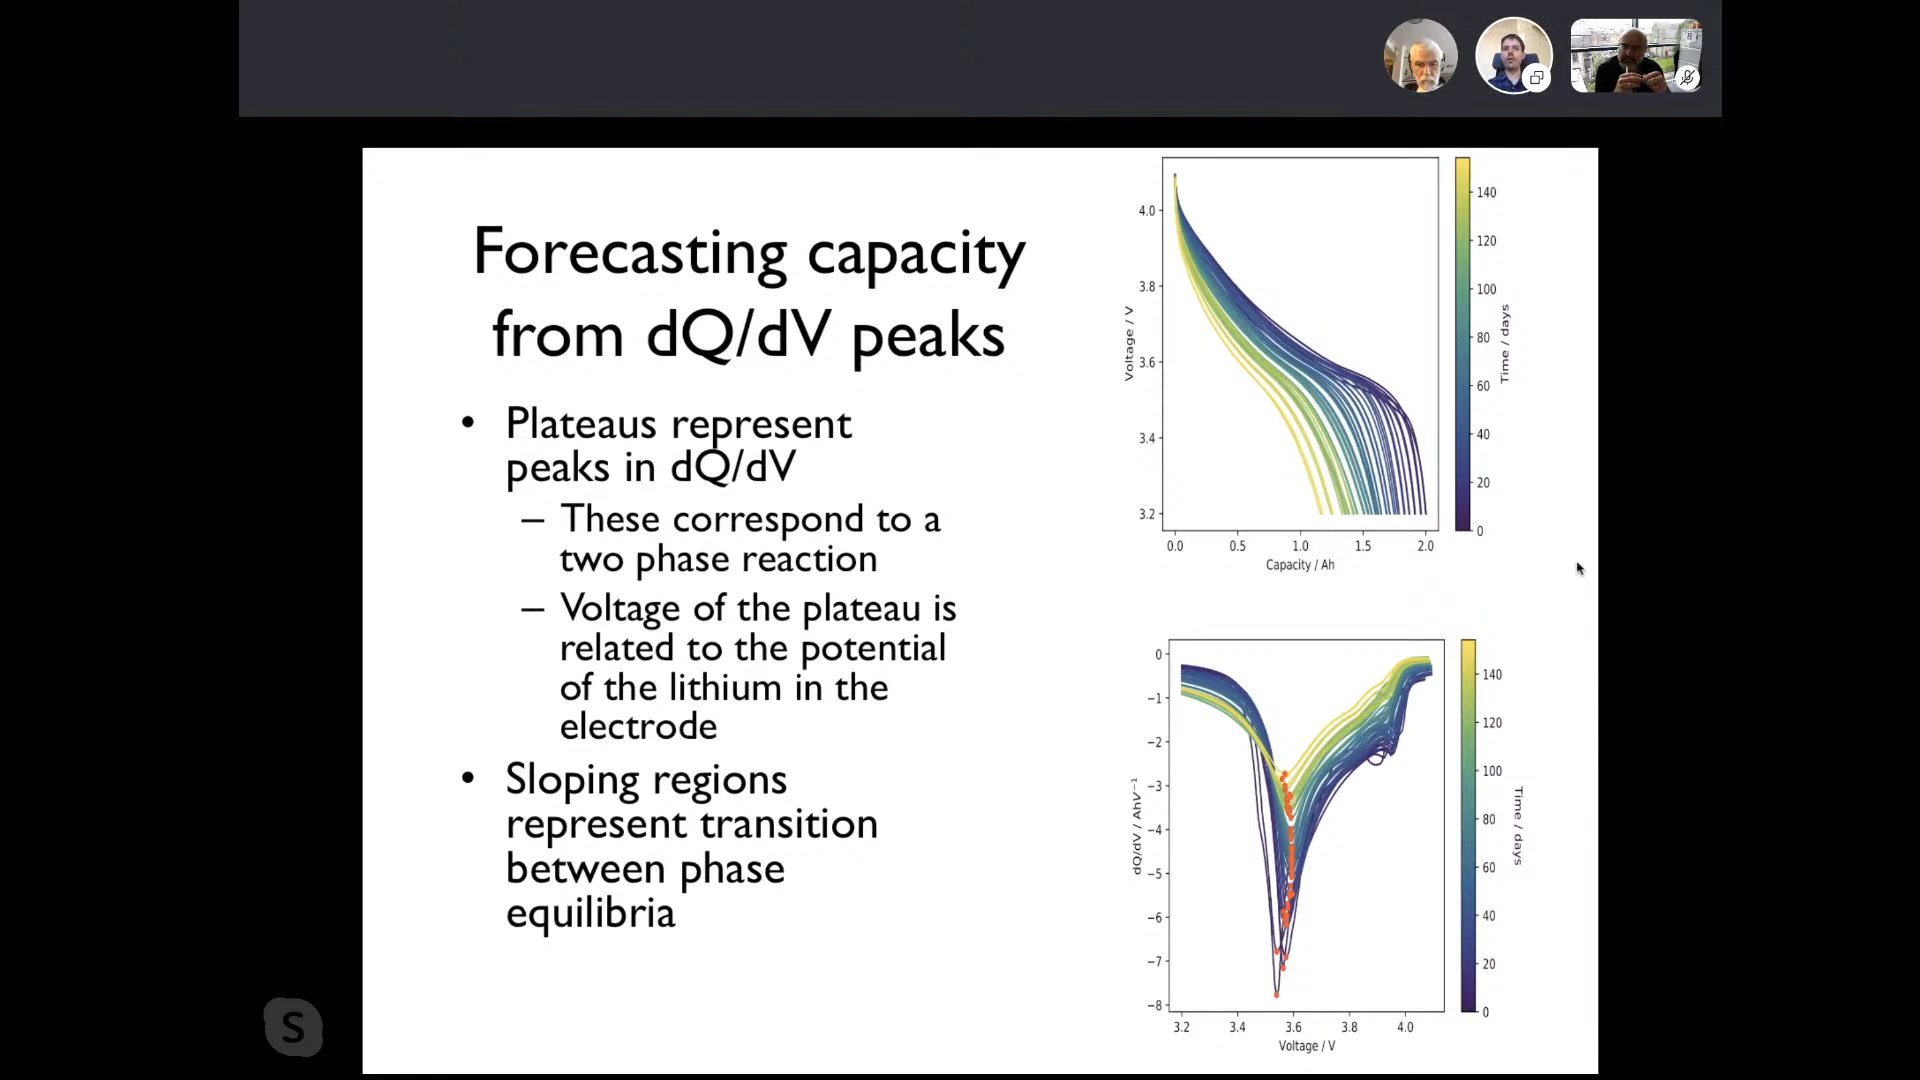 Forecasting capacity
from dQ/dV peaks
• Plateaus represent
peaks in dQ/dV
– These correspond to a
two phase reaction
– Voltage of the plateau is
related to the potential
of the lithium in the
electrode
• Sloping regions
represent transition
between phase
equilibria
4.0
3.8
3.6
3.4
3.2
Voltage / V
0.0 0.5 1.0 1.5 2.0
Capacity / Ah
140
120
100
80
60
40
20
0
Time / days
0
−1
−2
−3
−4
−5
−6
−7
−8
dQ/dV / AhV⁻¹
3.2 3.4 3.6 3.8 4.0
Voltage / V
140
120
100
80
60
40
20
0
Time / days
S